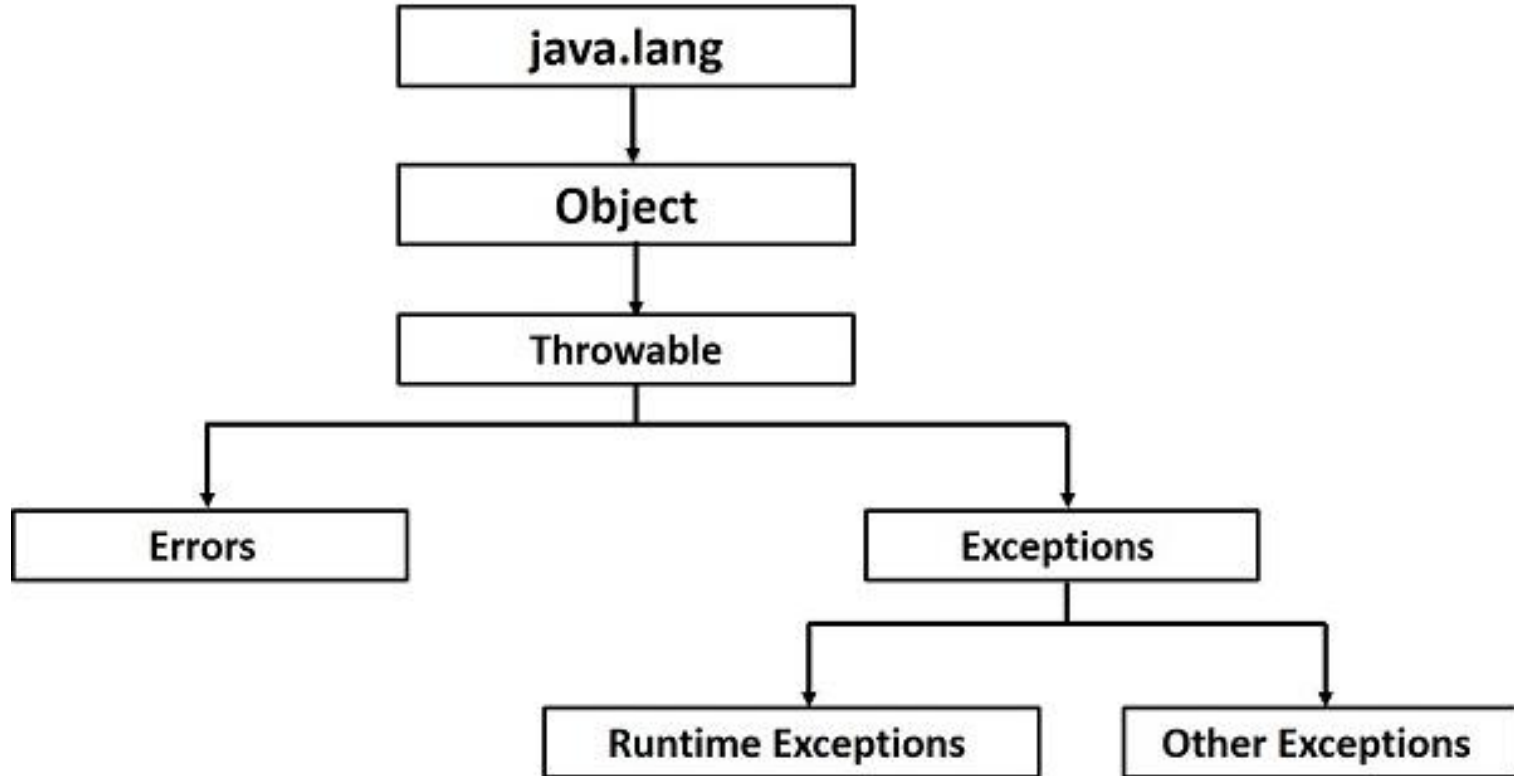 java.lang
Object
Throwable
Errors
Exceptions
Runtime Exceptions
Other Exceptions